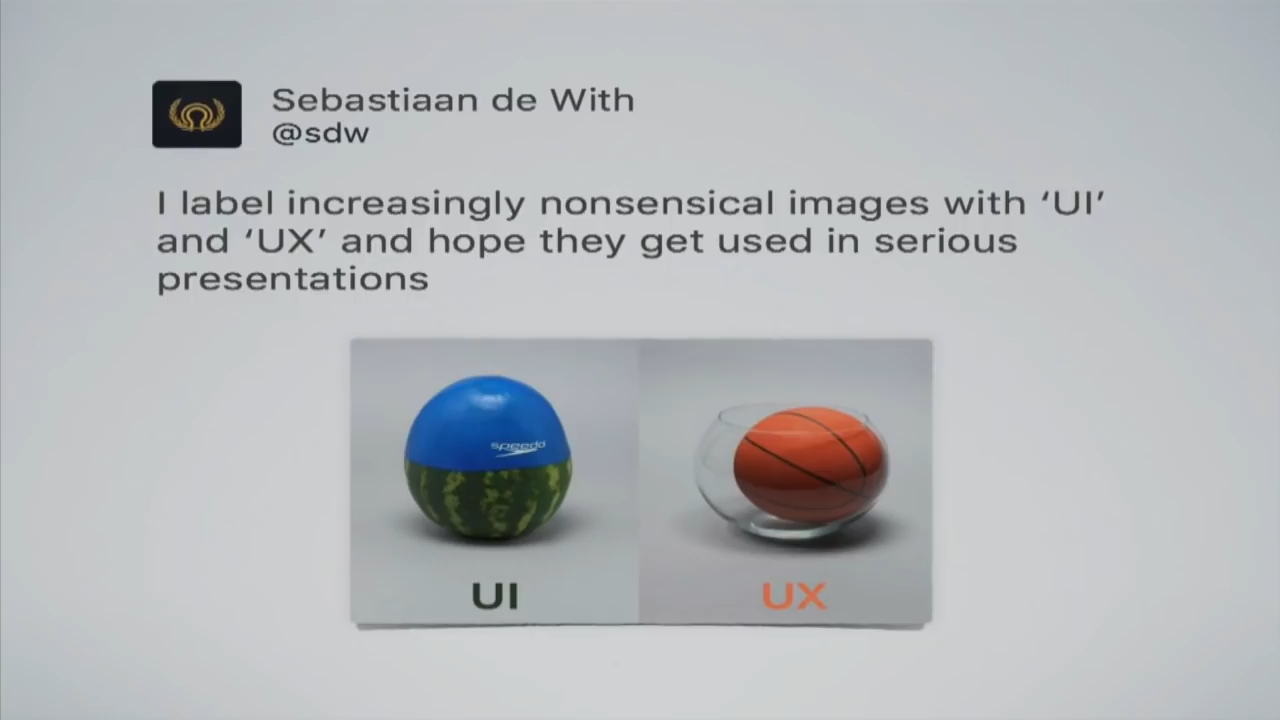 Sebastiaan de With
@sdw
I label increasingly nonsensical images with ‘UI’
and ‘UX’ and hope they get used in serious
presentations
speedo
UI
UX